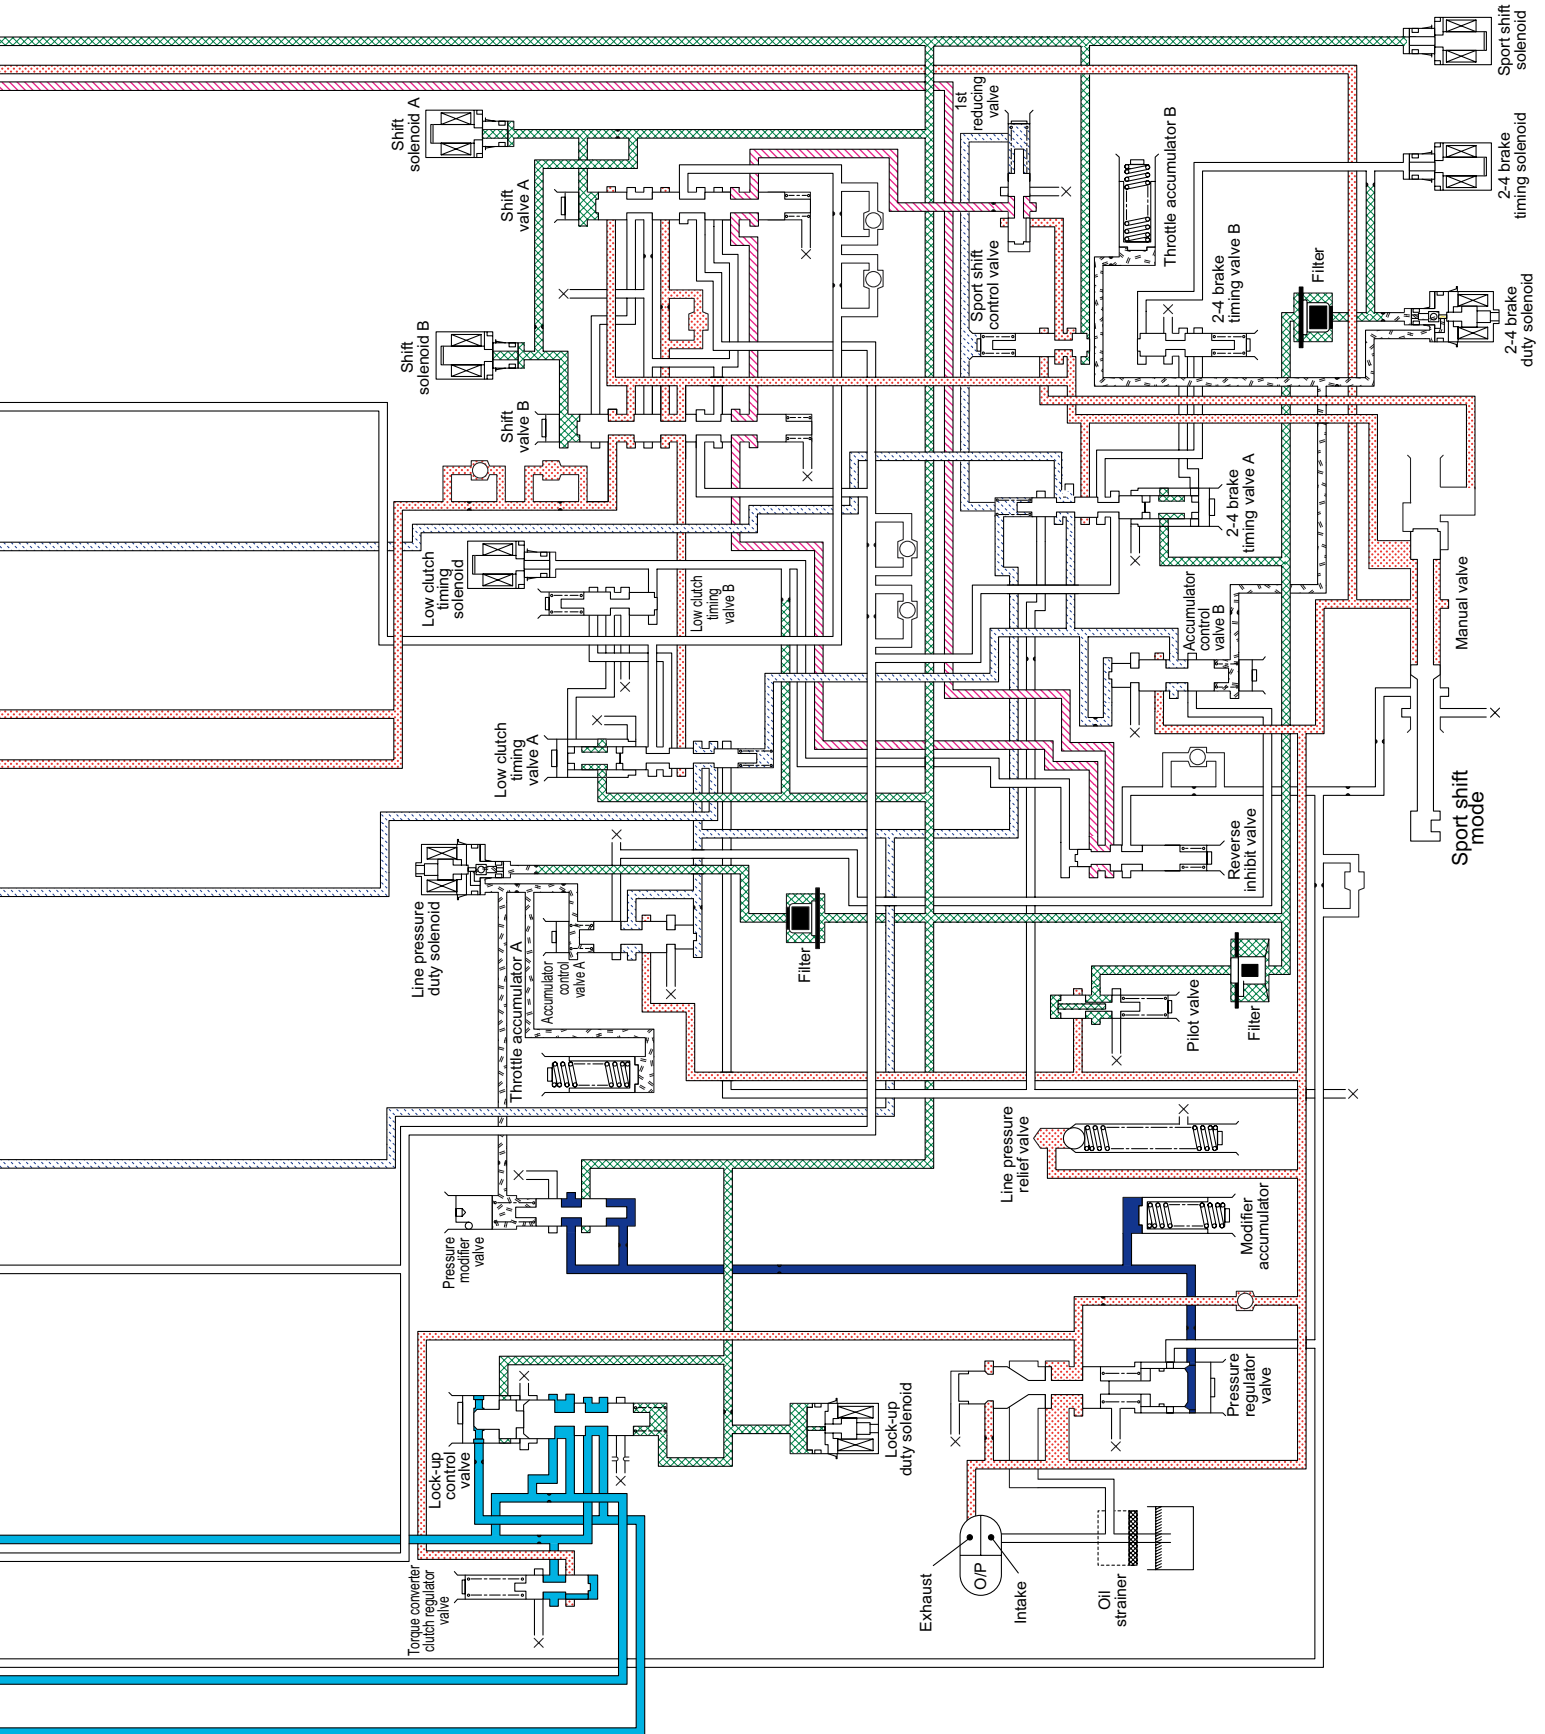 Sport shift
solenoid
Shift
solenoid A
1st
reducing
valve
2-4 brake
timing solenoid
Throttle accumulator B
Shift
valve A
Sport shift
control valve
2-4 brake
timing valve B
Filter
2-4 brake
duty solenoid
Shift
solenoid B
Shift
valve B
2-4 brake
timing valve A
Low clutch
timing
solenoid
Low clutch
timing
valve B
Accumulator
control
valve B
Manual valve
Low clutch
timing
valve A
Sport shift
mode
Reverse
inhibit valve
Line pressure
duty solenoid
Throttle accumulator A
Accumulator
control
valve A
Filter
Pilot valve
Filter
Line pressure
relief valve
Pressure
modifier
valve
Modifier
accumulator
Lock-up
control
valve
Lock-up
duty solenoid
Pressure
regulator
valve
Torque converter
clutch regulator
valve
Exhaust
O/P
Intake
Oil
strainer